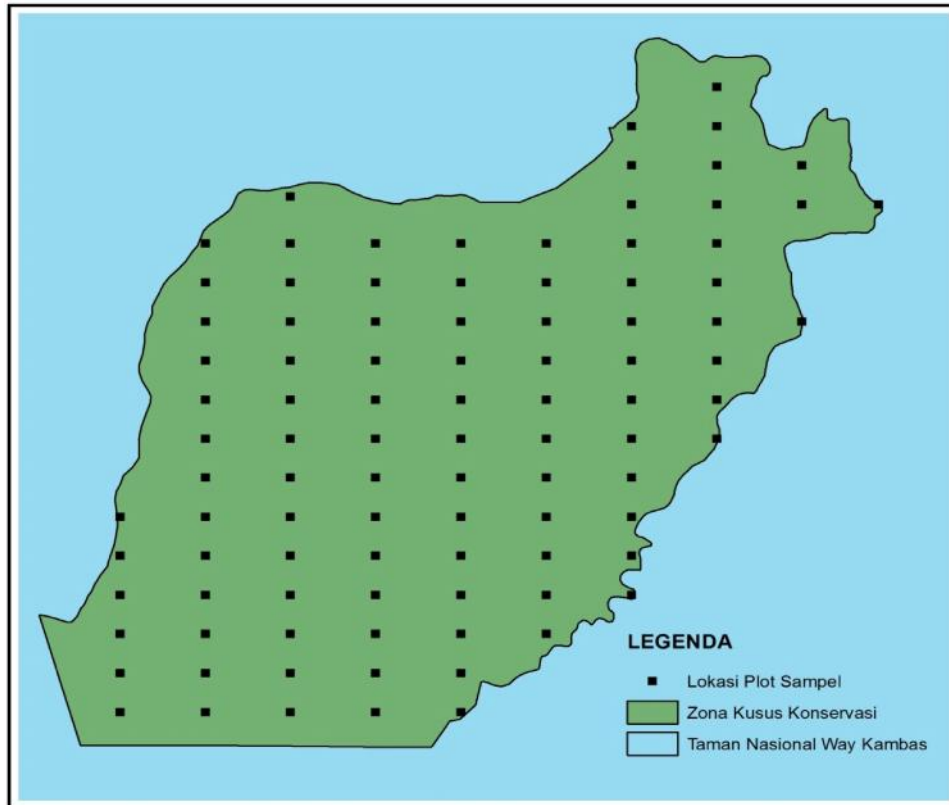 LEGENDA
Lokasi Plot Sampel
Zona Kusus Konservasi
Taman Nasional Way Kambas